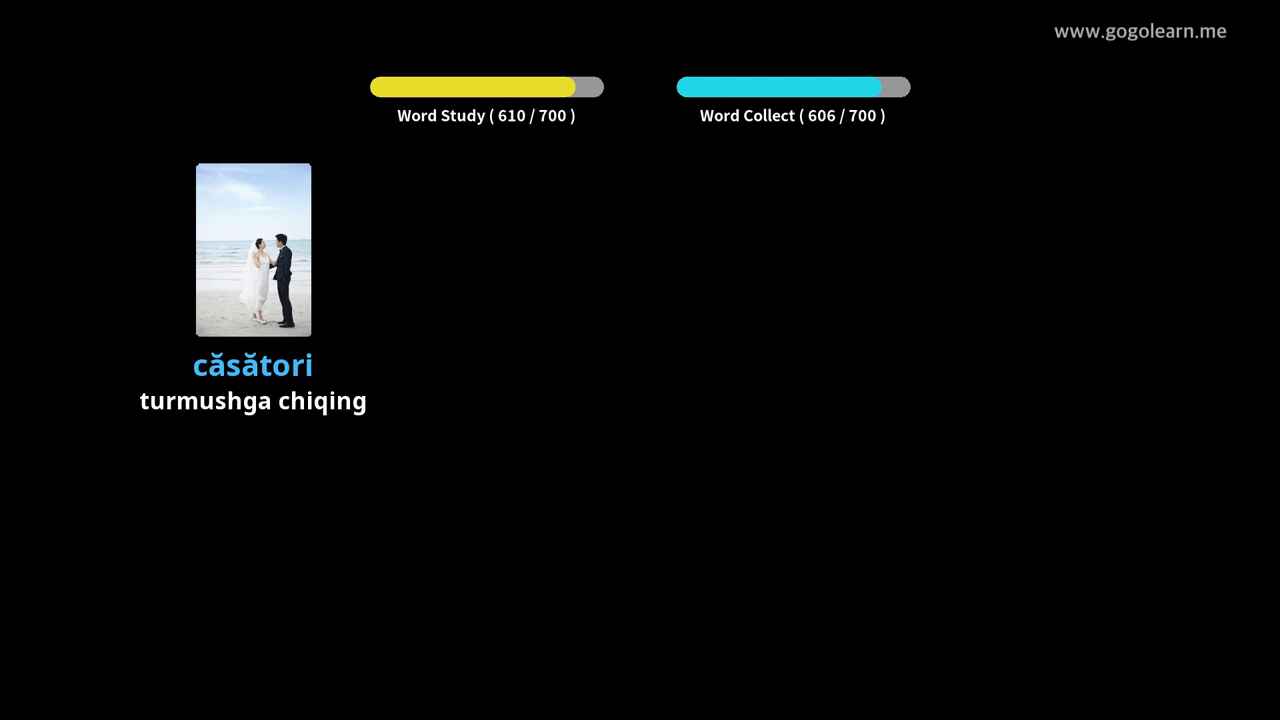 www.gogolearn.me
Word Study ( 610 / 700 )
Word Collect ( 606 / 700 )
căsători
turmushga chiqing